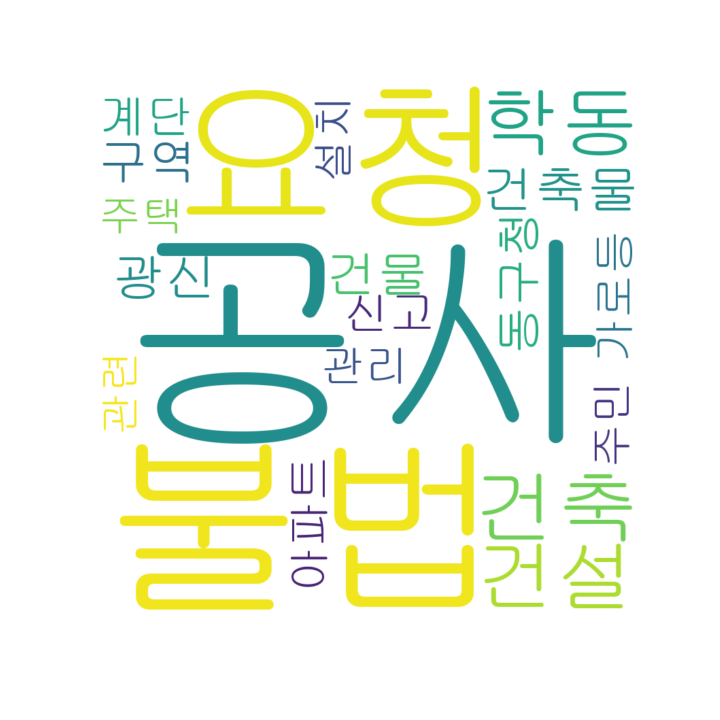 계단
요청
설치
학동
구역
건축물
주택
동구청
공사
광신
건물
가로등
신고
관리
관련
주민
불법
아파트
건축
건설